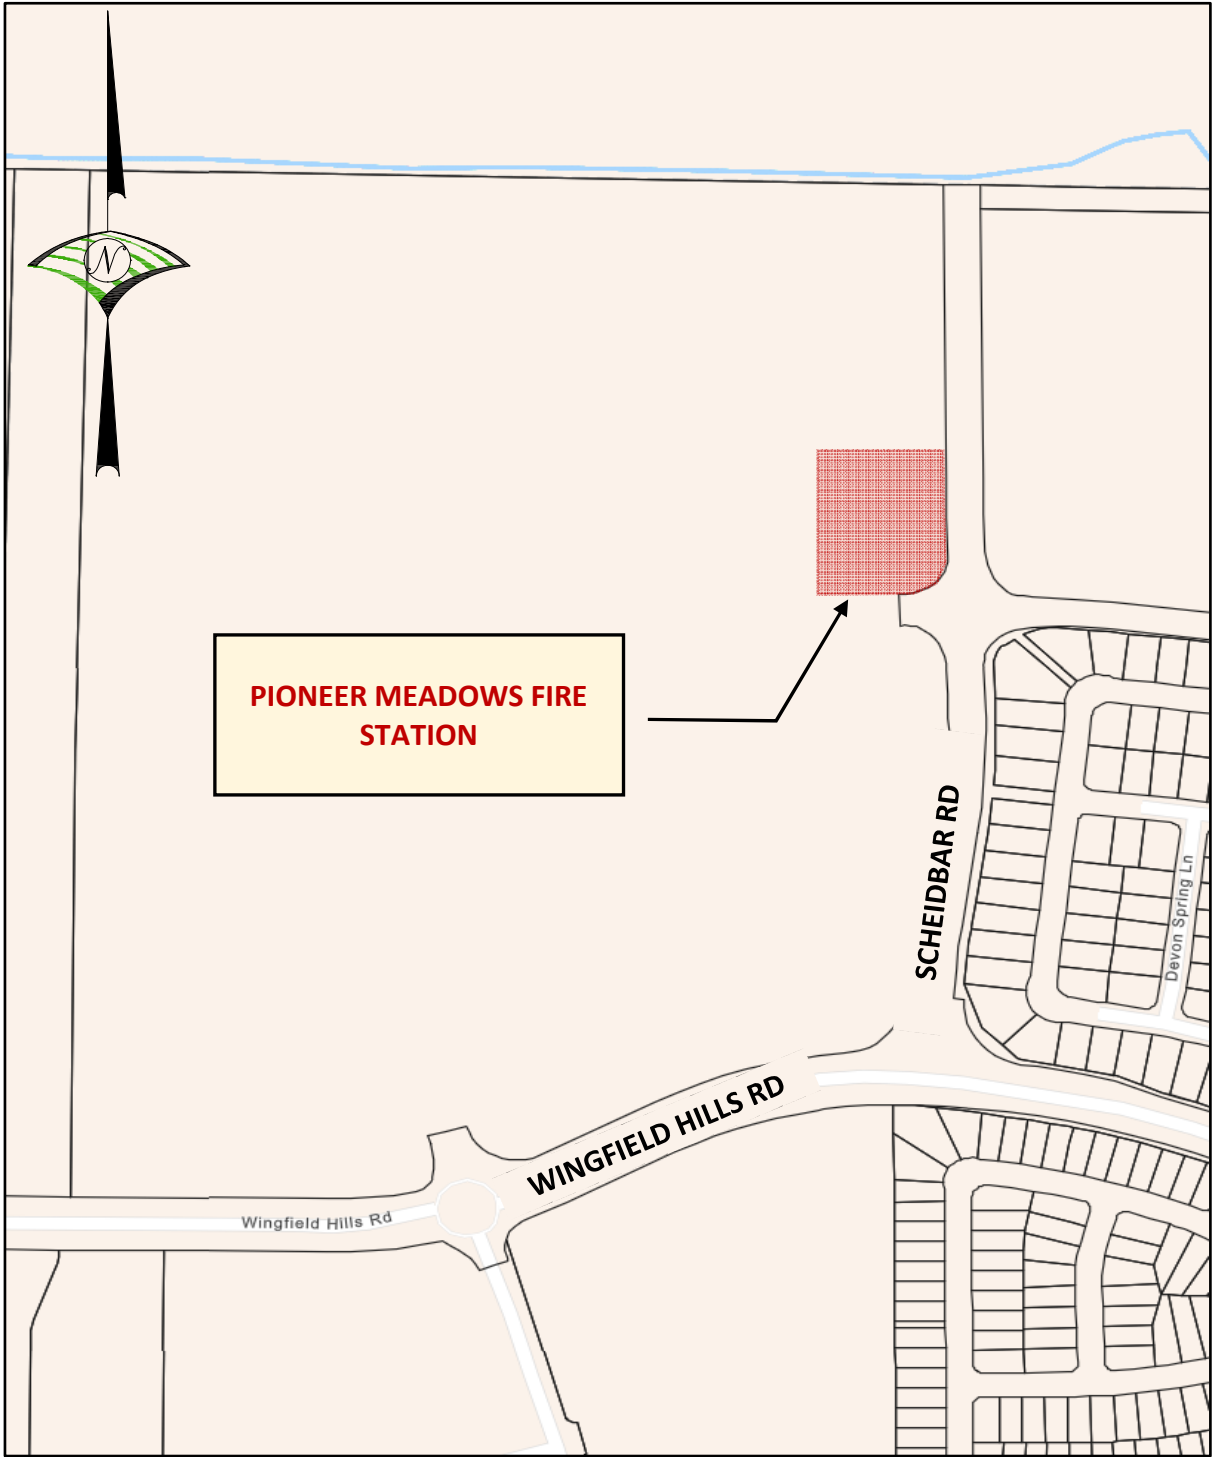 N
PIONEER MEADOWS FIRE
STATION
SCHEIDBAR RD
Devon Spring Ln
WINGFIELD HILLS RD
Wingfield Hills Rd